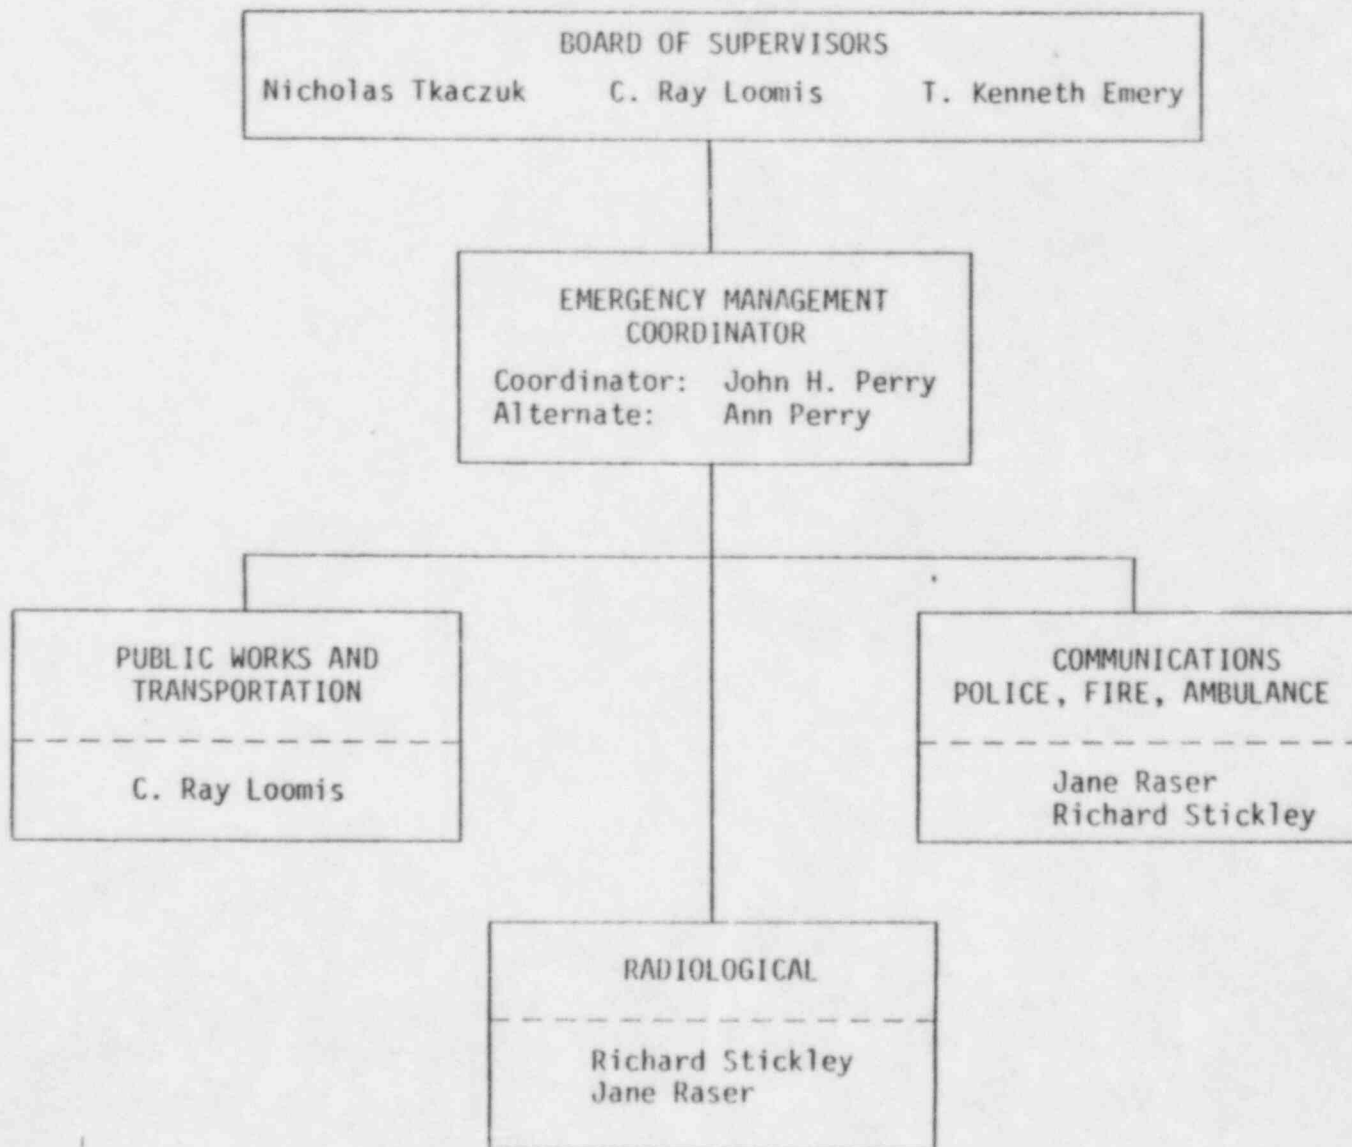 BOARD OF SUPERVISORS
Nicholas Tkaczuk C. Ray Loomis T. Kenneth Emery
EMERGENCY MANAGEMENT
COORDINATOR
Coordinator: John H. Perry
Alternate: Ann Perry
PUBLIC WORKS AND
TRANSPORTATION
C. Ray Loomis
COMMUNICATIONS
POLICE, FIRE, AMBULANCE
Jane Raser
Richard Stickley
RADIOLOGICAL
Richard Stickley
Jane Raser